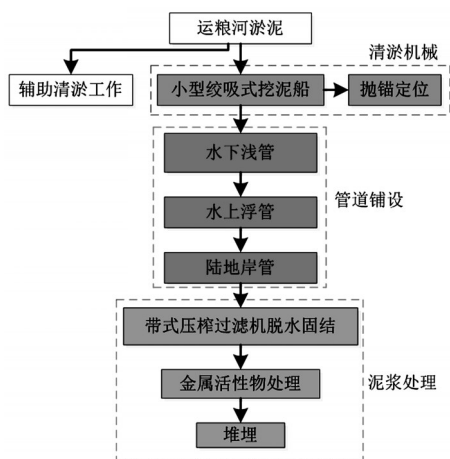 运粮河淤泥
清淤机械
辅助清淤工作
小型绞吸式挖泥船
抛锚定位
水下浅管
水上浮管
管道铺设
陆地岸管
带式压榨过滤机脱水固结
金属活性物处理
泥浆处理
堆埋